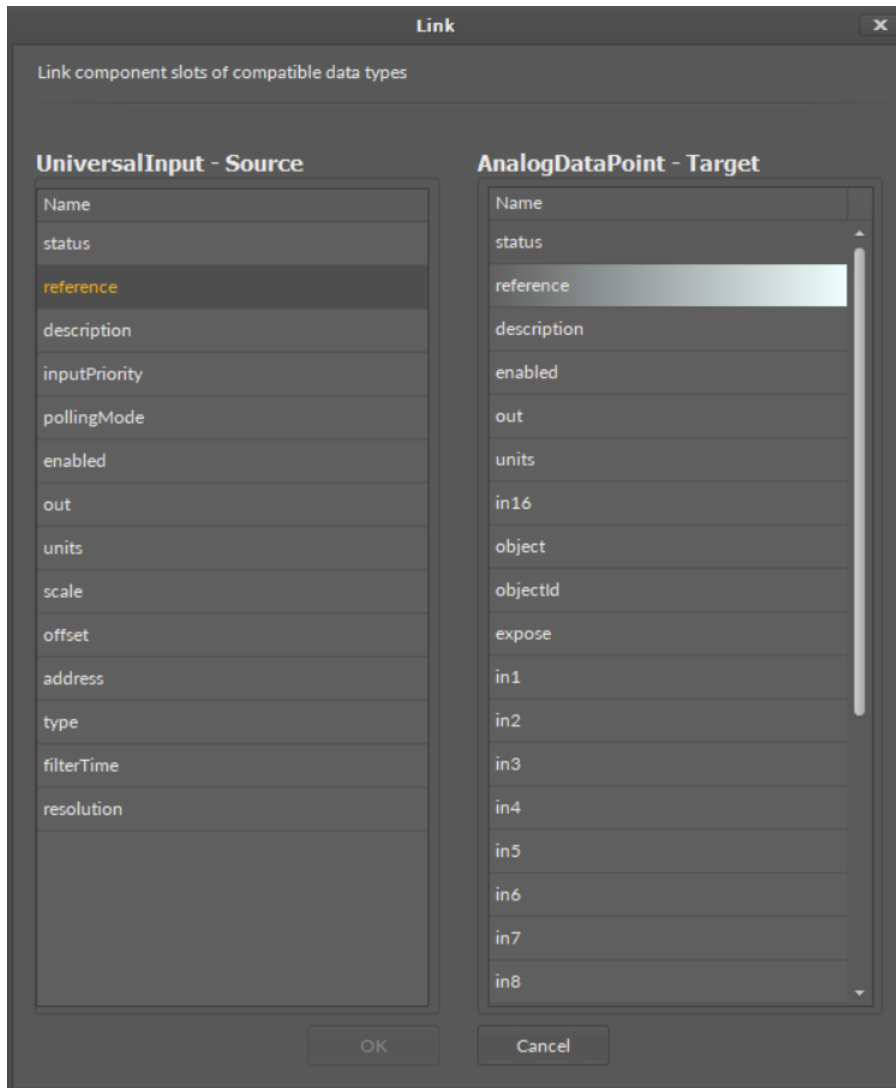 Link
Link component slots of compatible data types
UniversalInput - Source
Name
status
reference
description
inputPriority
pollingMode
enabled
out
units
scale
offset
address
type
filterTime
resolution
AnalogDataPoint - Target
Name
status
reference
description
enabled
out
units
in16
object
objectId
expose
in1
in2
in3
in4
in5
in6
in7
in8
OK
Cancel